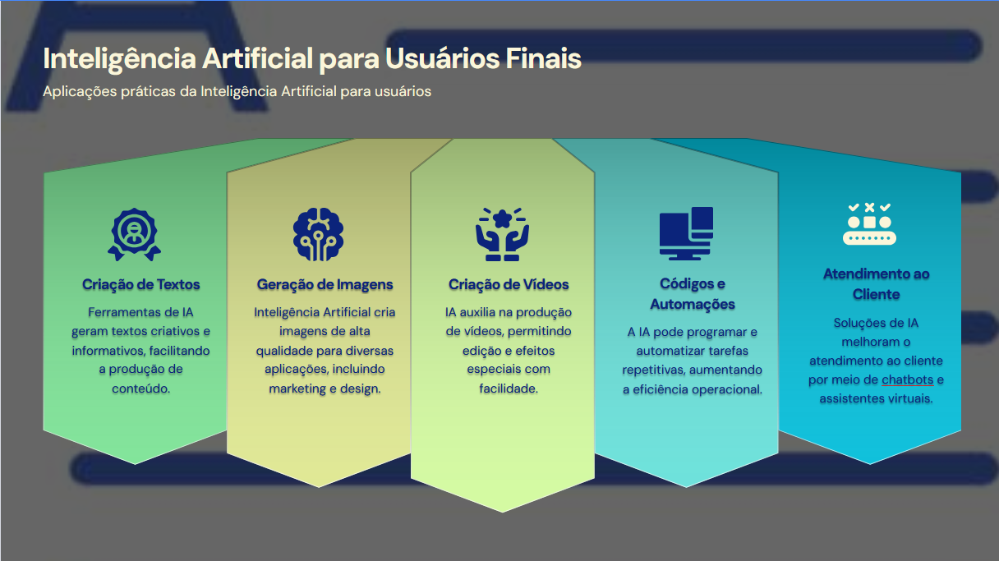 Inteligência Artificial para Usuários Finais
Aplicações práticas da Inteligência Artificial para usuários
Criação de Textos
Ferramentas de IA
geram textos criativos e
informativos, facilitando
a produção de
conteúdo.
Geração de Imagens
Inteligência Artificial cria
imagens de alta
qualidade para diversas
aplicações, incluindo
marketing e design.
Criação de Vídeos
IA auxilia na produção
de vídeos, permitindo
edição e efeitos
especiais com
facilidade.
Códigos e
Automações
A IA pode programar e
automatizar tarefas
repetitivas, aumentando
a eficiência operacional.
Atendimento ao
Cliente
Soluções de IA
melhoram o
atendimento ao cliente
por meio de chatbots e
assistentes virtuais.